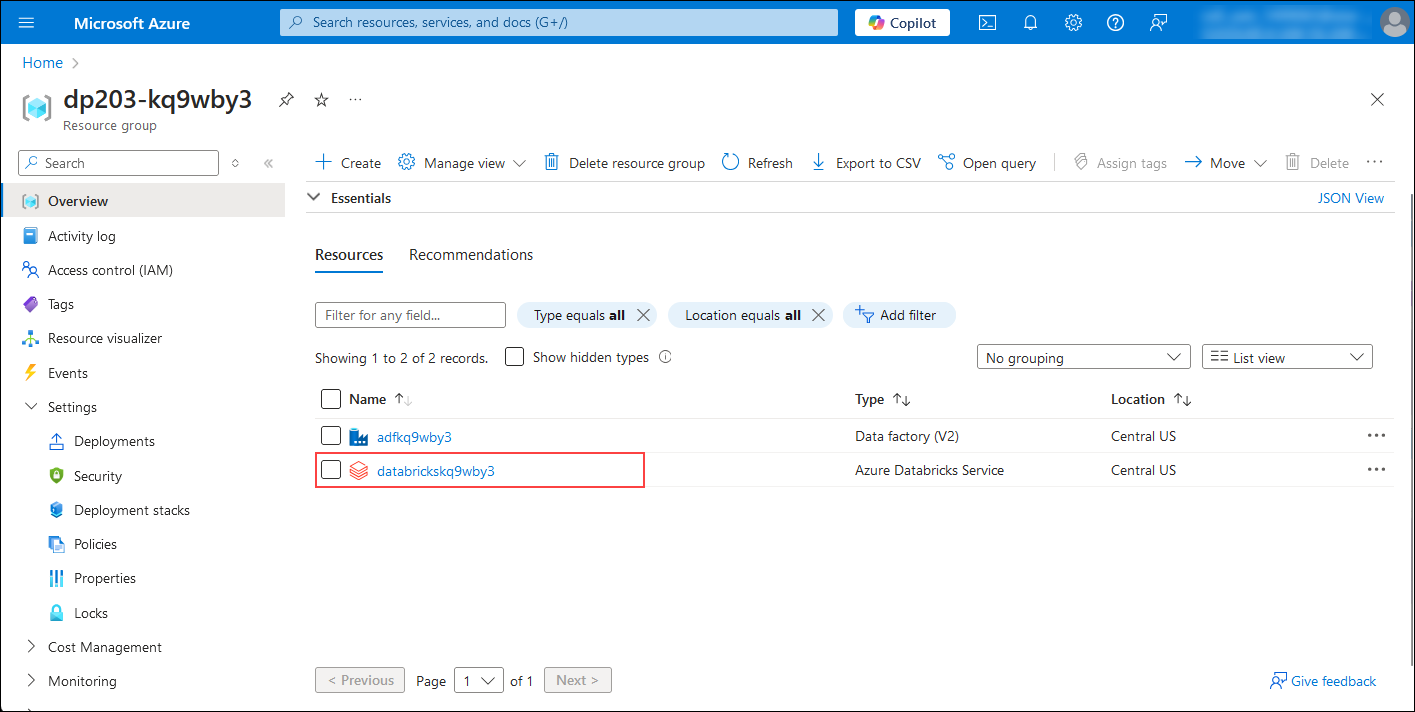 Microsoft Azure
Search resources, services, and docs (G+/)
Copilot
Home
dp203-kq9wby3
Resource group
Search
Create
Manage view
Delete resource group
Refresh
Export to CSV
Open query
Assign tags
Move
Delete
Overview
Activity log
Access control (IAM)
Tags
Resource visualizer
Events
Settings
Deployments
Security
Deployment stacks
Policies
Properties
Locks
Cost Management
Monitoring
Essentials
JSON View
Resources
Recommendations
Filter for any field...
Type equals all
Location equals all
Add filter
Showing 1 to 2 of 2 records.
Show hidden types
No grouping
List view
Name
Type
Location
adfkq9wby3
Data factory (V2)
Central US
databrickskq9wby3
Azure Databricks Service
Central US
< Previous
Page
1
of 1
Next >
Give feedback